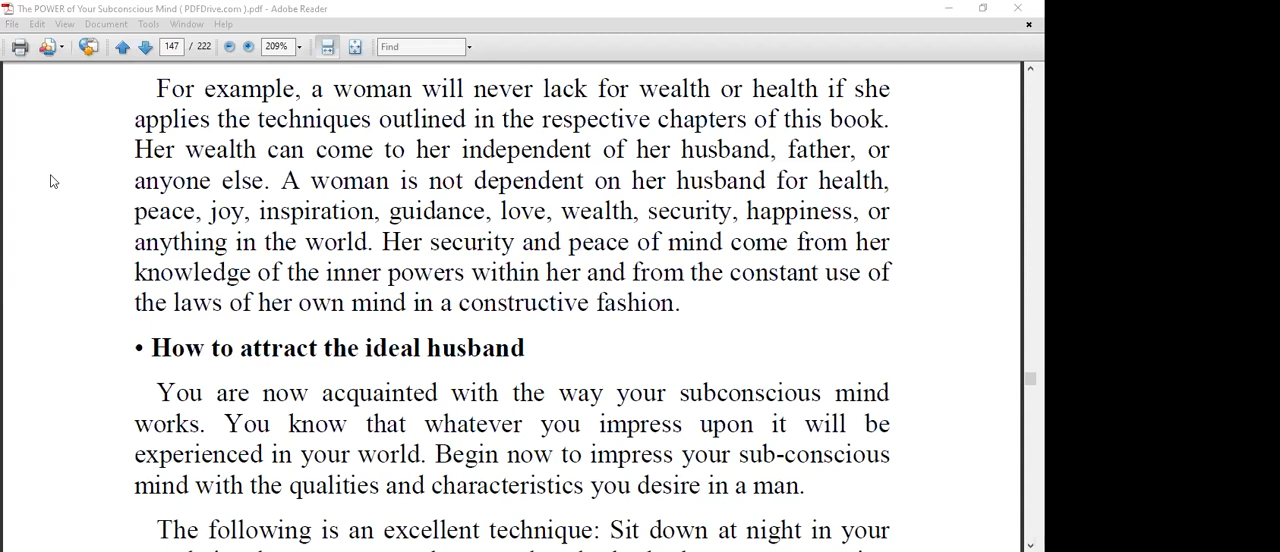 The POWER of Your Subconscious Mind ( PDFDrive.com ).pdf - Adobe Reader
File Edit View Document Tools Window Help
147 / 222 209% Find
For example, a woman will never lack for wealth or health if she
applies the techniques outlined in the respective chapters of this book.
Her wealth can come to her independent of her husband, father, or
anyone else. A woman is not dependent on her husband for health,
peace, joy, inspiration, guidance, love, wealth, security, happiness, or
anything in the world. Her security and peace of mind come from her
knowledge of the inner powers within her and from the constant use of
the laws of her own mind in a constructive fashion.
• How to attract the ideal husband
You are now acquainted with the way your subconscious mind
works. You know that whatever you impress upon it will be
experienced in your world. Begin now to impress your sub-conscious
mind with the qualities and characteristics you desire in a man.
The following is an excellent technique: Sit down at night in your